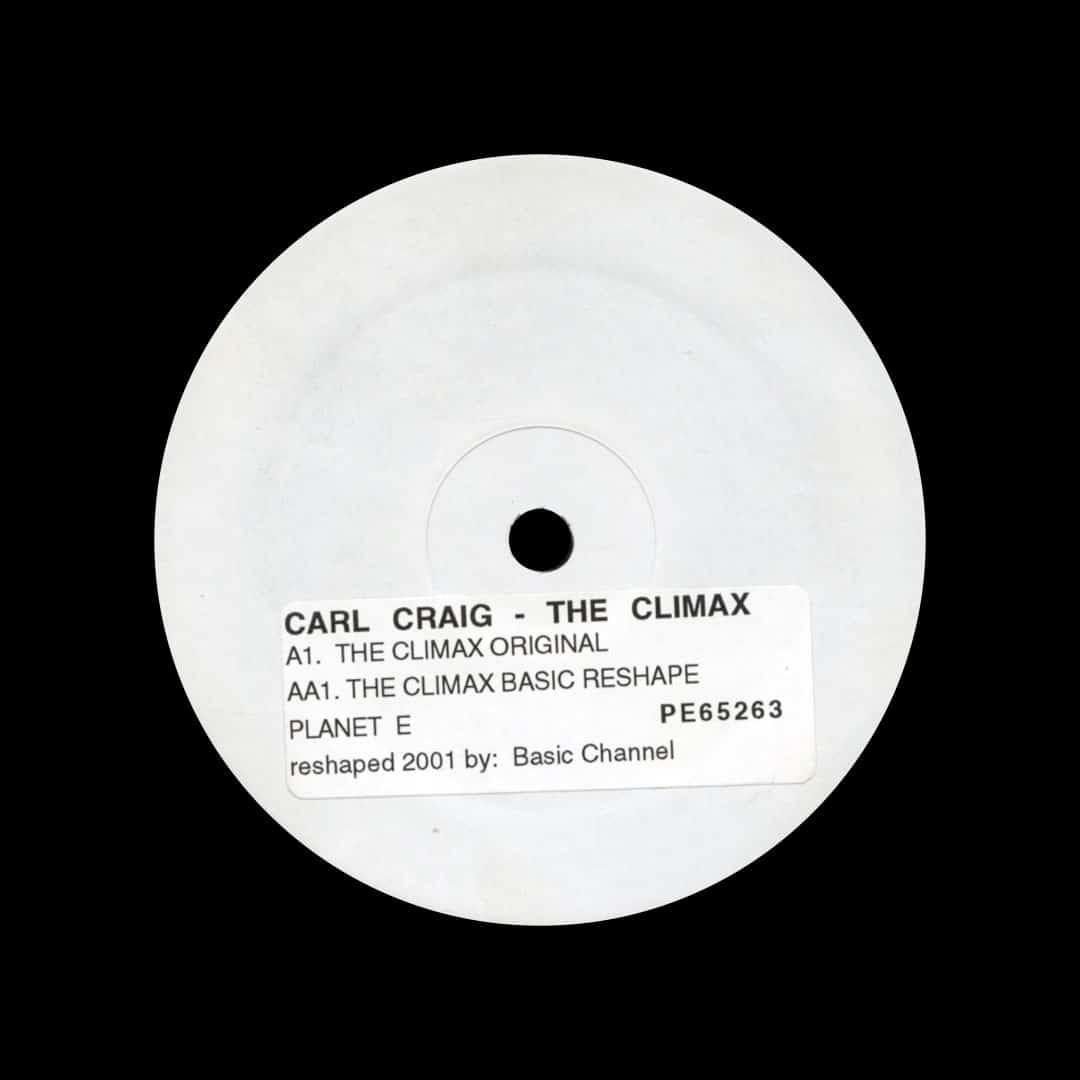 CARL CRAIG - THE CLIMAX
A1. THE CLIMAX ORIGINAL
AA1. THE CLIMAX BASIC RESHAPE
PLANET E PE65263
reshaped 2001 by: Basic Channel